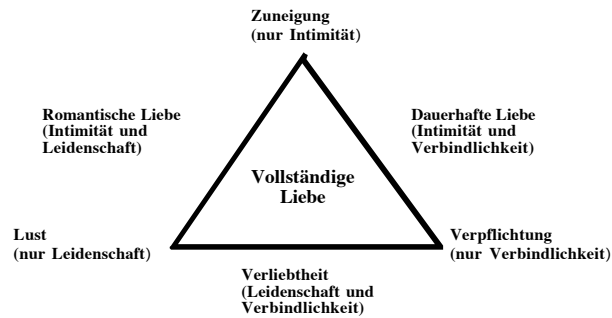 Zuneigung
(nur Intimität)
Romantische Liebe
(Intimität und
Leidenschaft)
Dauerhafte Liebe
(Intimität und
Verbindlichkeit)
Vollständige
Liebe
Lust
(nur Leidenschaft)
Verpflichtung
(nur Verbindlichkeit)
Verliebtheit
(Leidenschaft und
Verbindlichkeit)